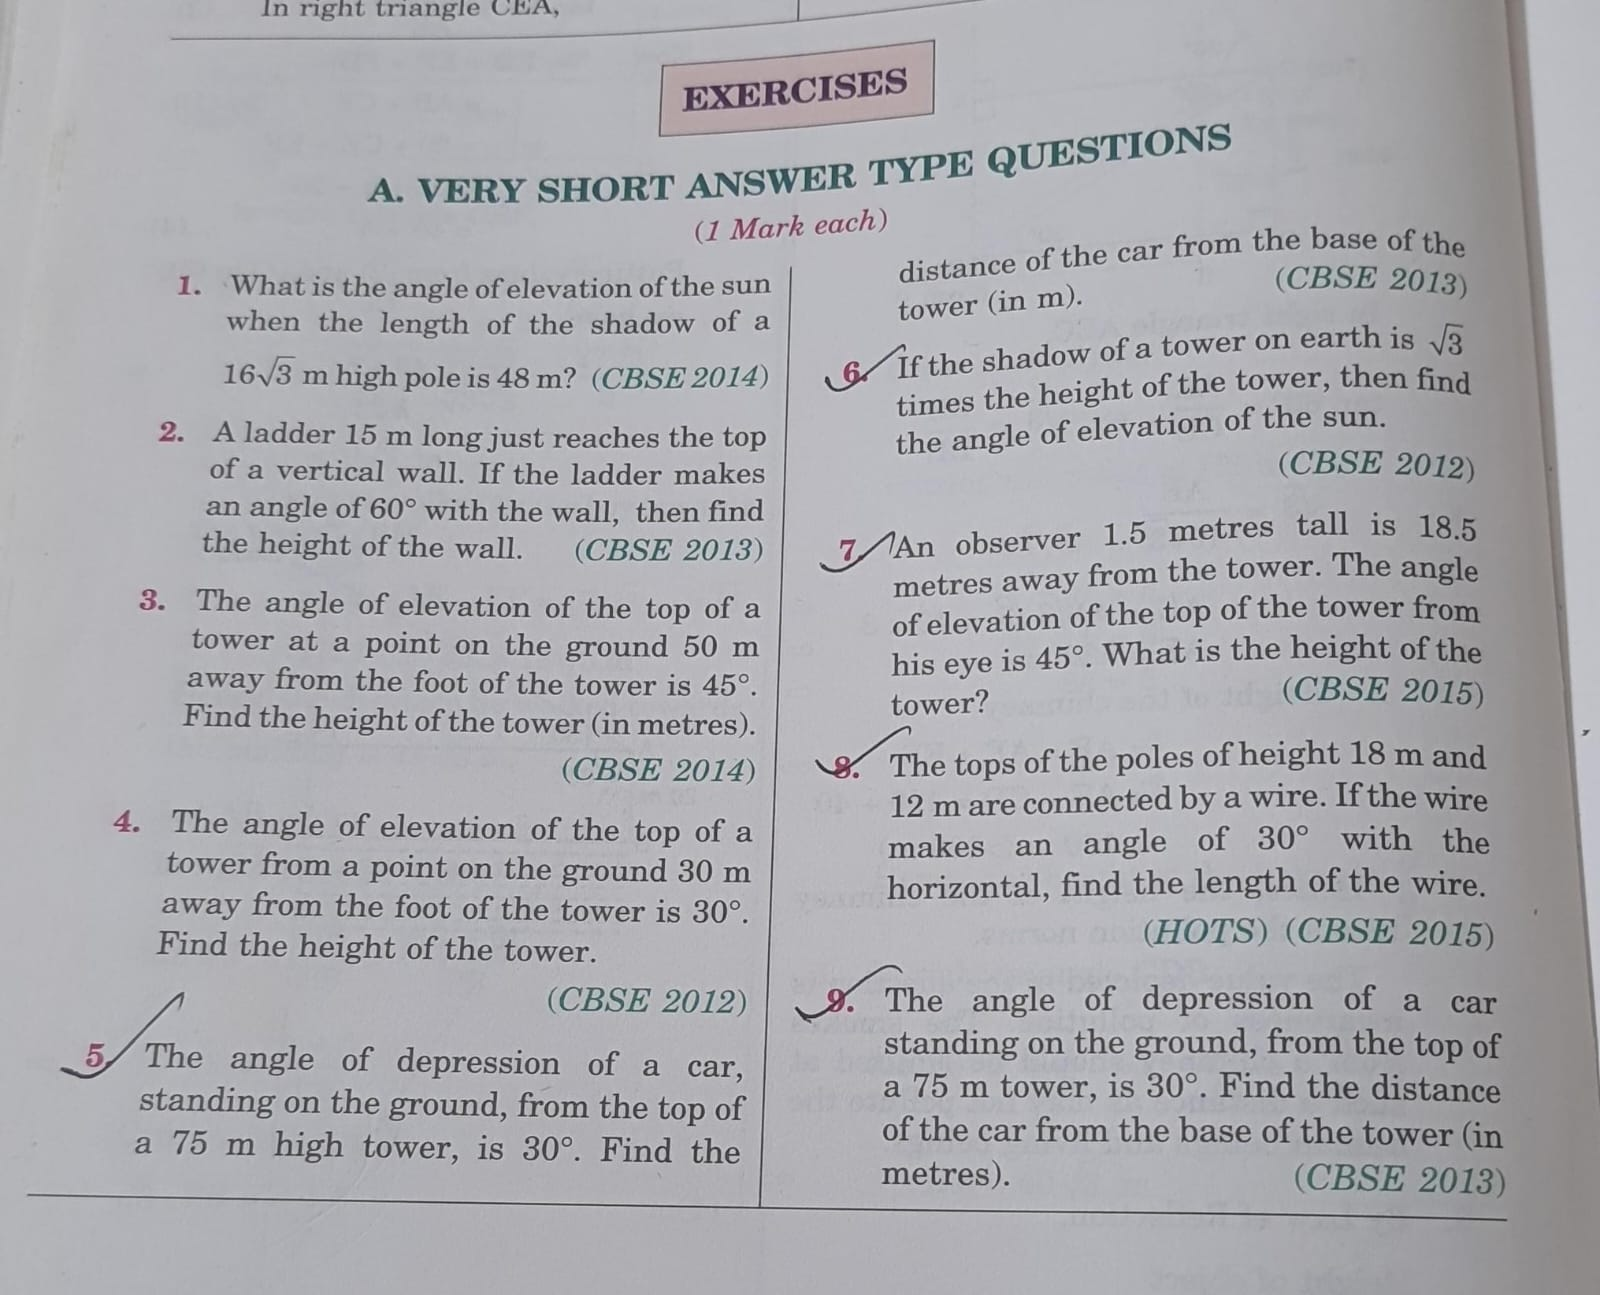 In right triangle CEA,
EXERCISES
A. VERY SHORT ANSWER TYPE QUESTIONS
(1 Mark each)
1. What is the angle of elevation of the sun
when the length of the shadow of a
16√3 m high pole is 48 m? (CBSE 2014)
2. A ladder 15 m long just reaches the top
of a vertical wall. If the ladder makes
an angle of 60° with the wall, then find
the height of the wall. (CBSE 2013)
3. The angle of elevation of the top of a
tower at a point on the ground 50 m
away from the foot of the tower is 45°.
Find the height of the tower (in metres).
(CBSE 2014)
4. The angle of elevation of the top of a
tower from a point on the ground 30 m
away from the foot of the tower is 30°.
Find the height of the tower.
(CBSE 2012)
5. The angle of depression of a car,
standing on the ground, from the top of
a 75 m high tower, is 30°. Find the
distance of the car from the base of the
tower (in m). (CBSE 2013)
6. If the shadow of a tower on earth is √3
times the height of the tower, then find
the angle of elevation of the sun.
(CBSE 2012)
7. An observer 1.5 metres tall is 18.5
metres away from the tower. The angle
of elevation of the top of the tower from
his eye is 45°. What is the height of the
tower? (CBSE 2015)
8. The tops of the poles of height 18 m and
12 m are connected by a wire. If the wire
makes an angle of 30° with the
horizontal, find the length of the wire.
(HOTS) (CBSE 2015)
9. The angle of depression of a car
standing on the ground, from the top of
a 75 m tower, is 30°. Find the distance
of the car from the base of the tower (in
metres). (CBSE 2013)